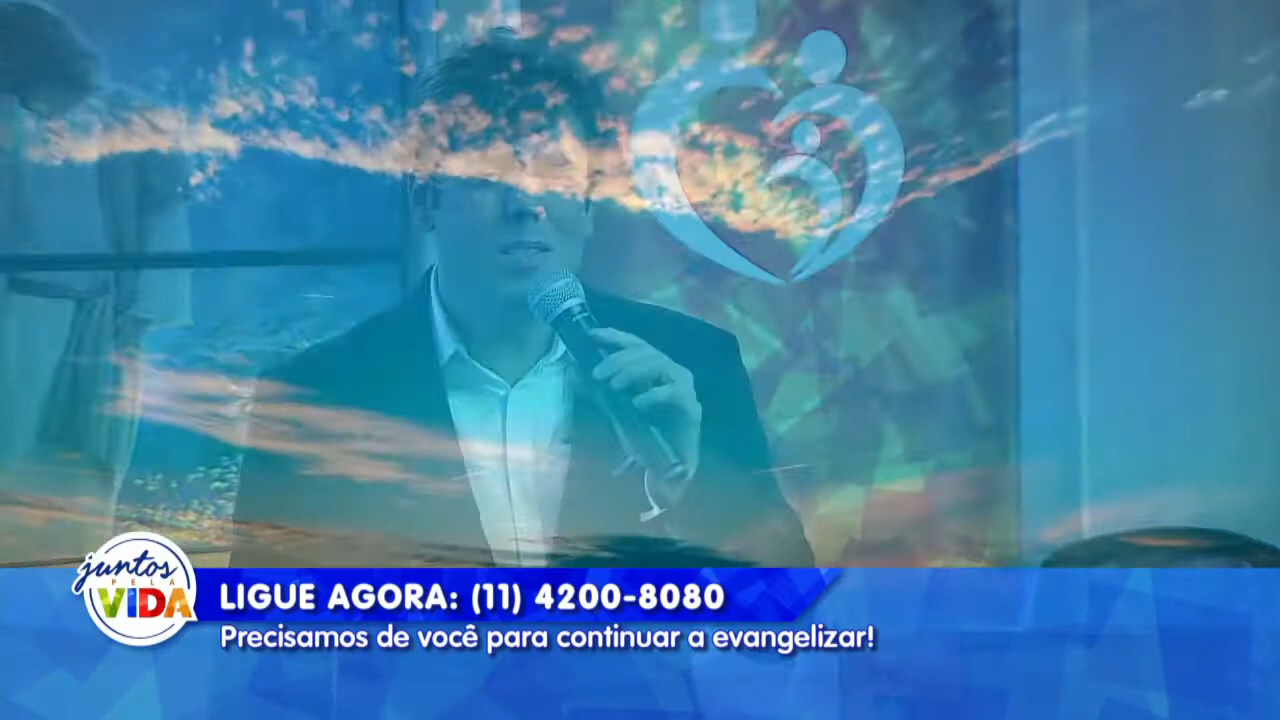 juntos
PELA
VIDA
LIGUE AGORA: (11) 4200-8080
Precisamos de você para continuar a evangelizar!